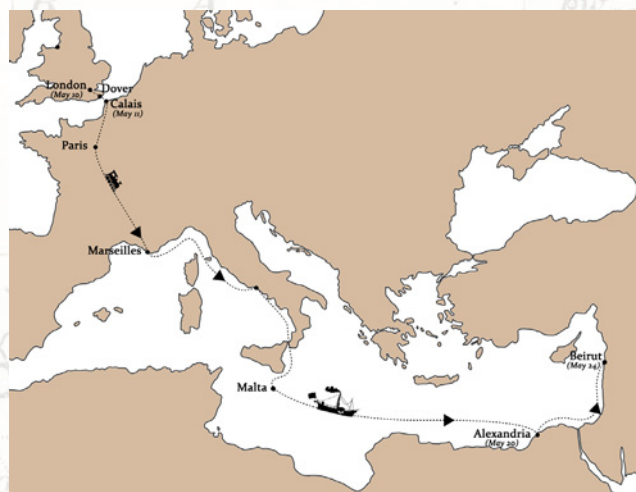 London
(May 10)
Dover
Calais
(May 11)
Paris
Marseilles
Malta
Beirut
(May 24)
Alexandria
(May 20)